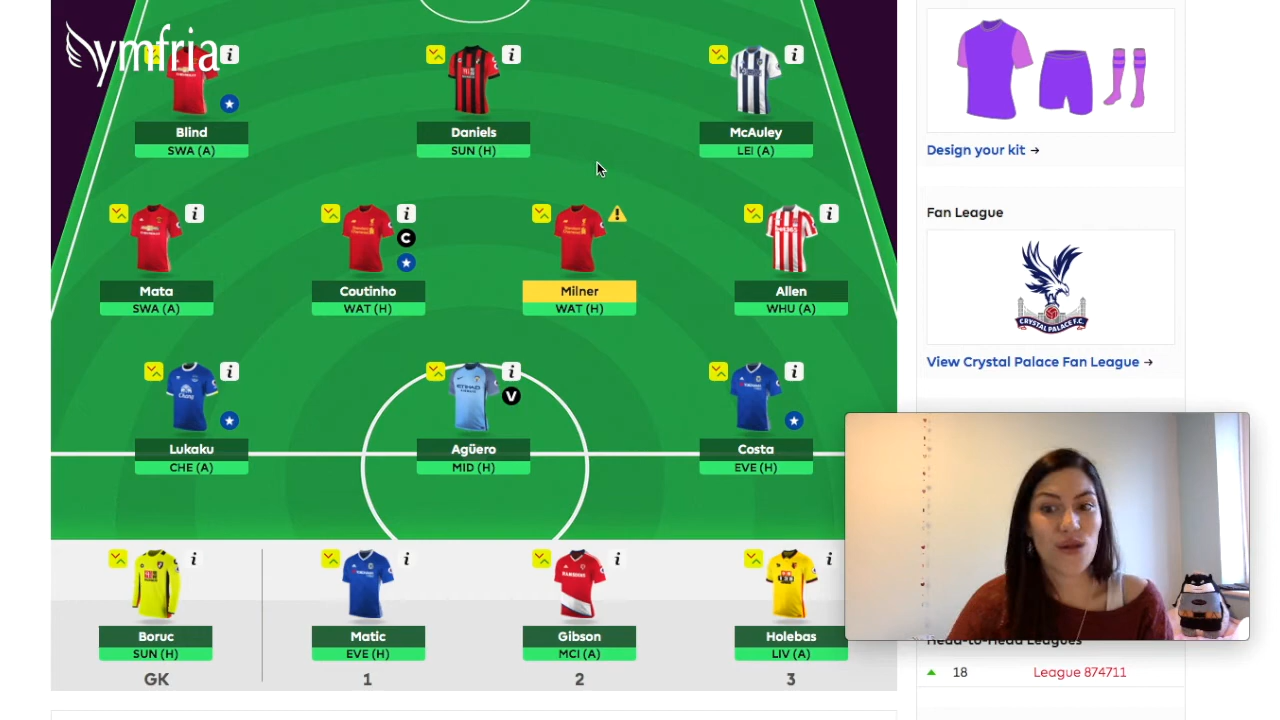 ymfria
Blind
SWA (A)
Daniels
SUN (H)
McAuley
LEI (A)
Mata
SWA (A)
Coutinho
WAT (H)
Milner
WAT (H)
Allen
WHU (A)
C
Lukaku
CHE (A)
Agüero
MID (H)
Costa
EVE (H)
V
Boruc
SUN (H)
GK
Matic
EVE (H)
1
Gibson
MCI (A)
2
Holebas
LIV (A)
3
Design your kit →
Fan League
CRYSTAL PALACE F.C.
View Crystal Palace Fan League →
Head-to-Head Leagues
18 League 874711